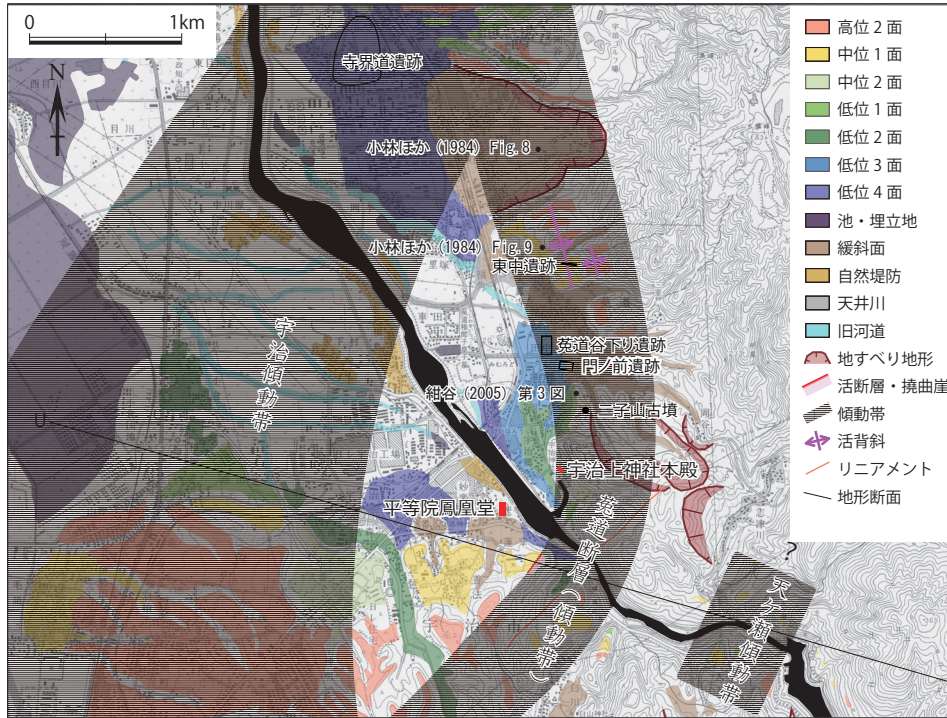 0 1km
N
寺界道遺跡
小林ほか (1984) Fig.8
小林ほか (1984) Fig.9
東中遺跡
菟道谷下り遺跡
門ノ前遺跡
紺谷 (2005) 第3図
二子山古墳
宇治上神社本殿
平等院鳳凰堂
宇治傾動帯
菟道断層(傾動帯)
天ヶ瀬傾動帯
?
U
日川
工場
高位2面
中位1面
中位2面
低位1面
低位2面
低位3面
低位4面
池・埋立地
緩斜面
自然堤防
天井川
旧河道
地すべり地形
活断層・撓曲崖
傾動帯
活背斜
リニアメント
地形断面